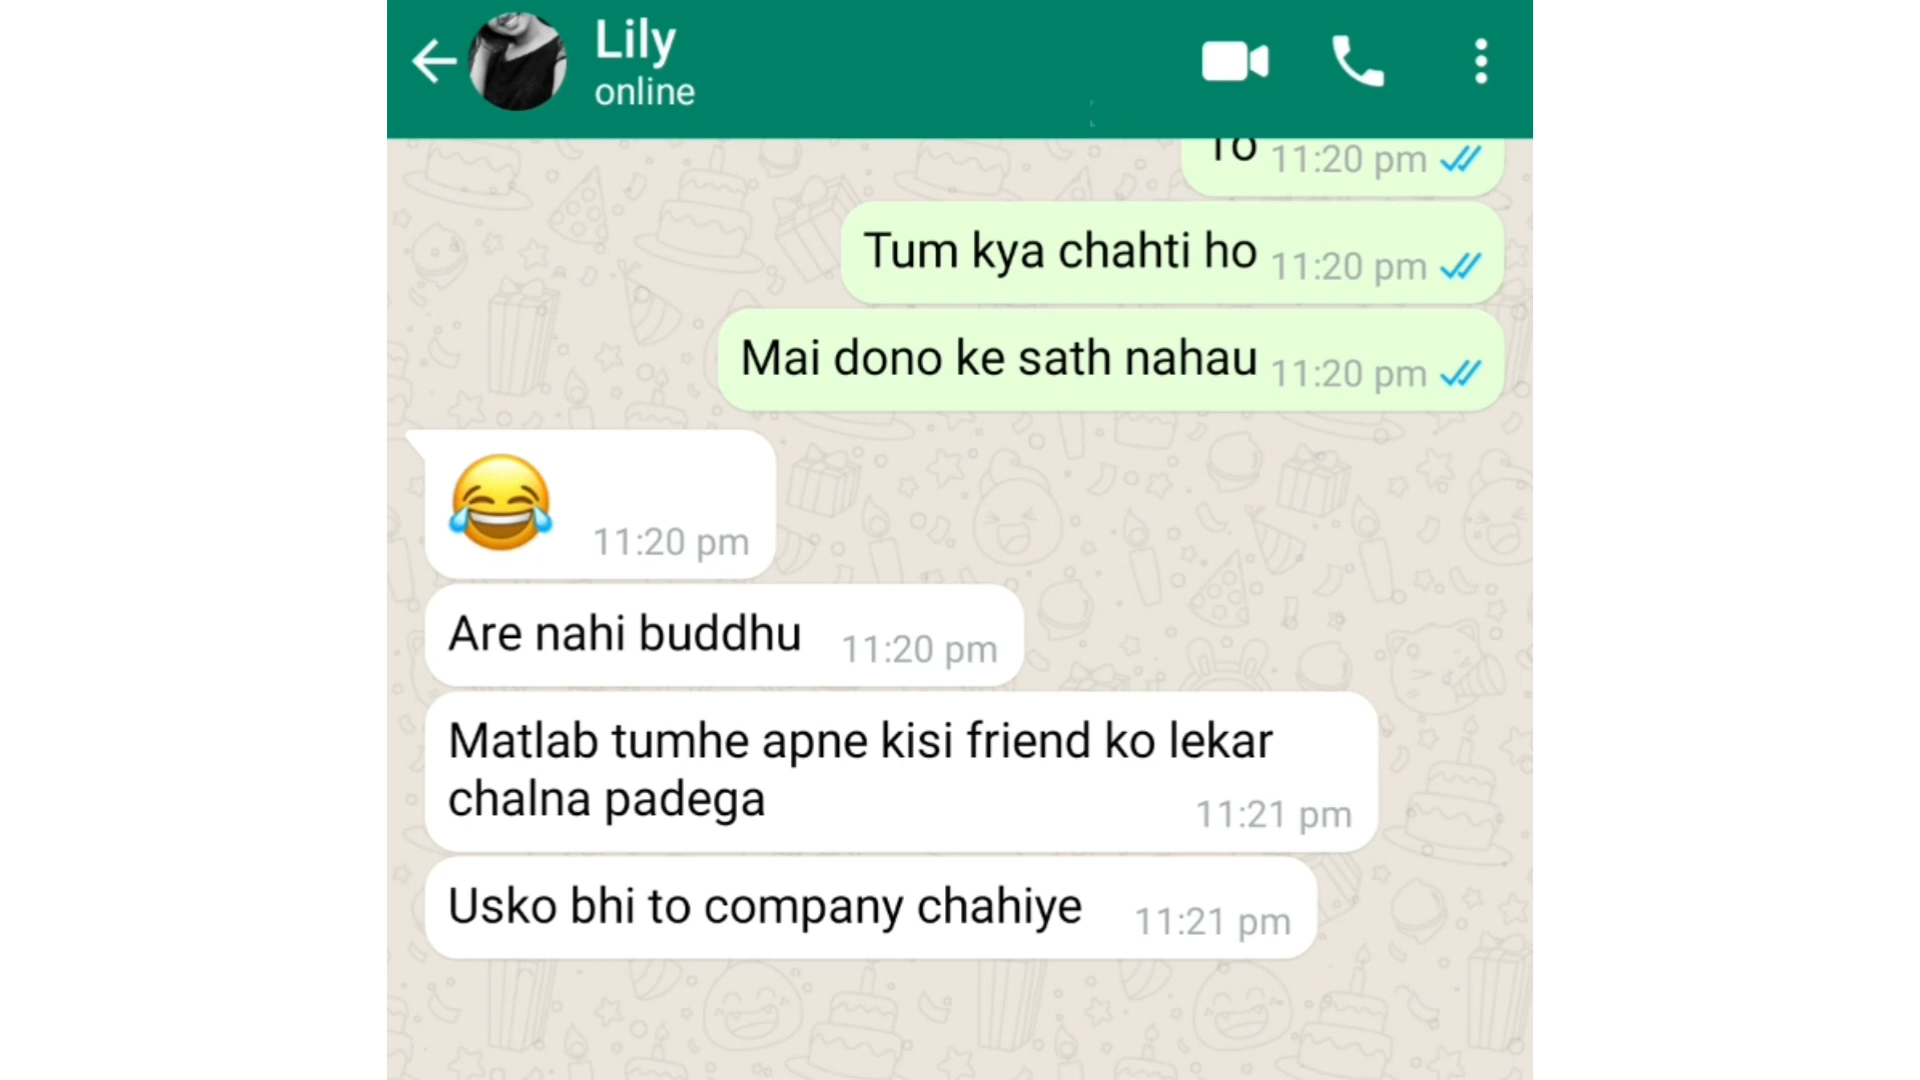 Lily
online
To 11:20 pm
Tum kya chahti ho 11:20 pm
Mai dono ke sath nahau 11:20 pm
😂 11:20 pm
Are nahi buddhu 11:20 pm
Matlab tumhe apne kisi friend ko lekar
chalna padega 11:21 pm
Usko bhi to company chahiye 11:21 pm